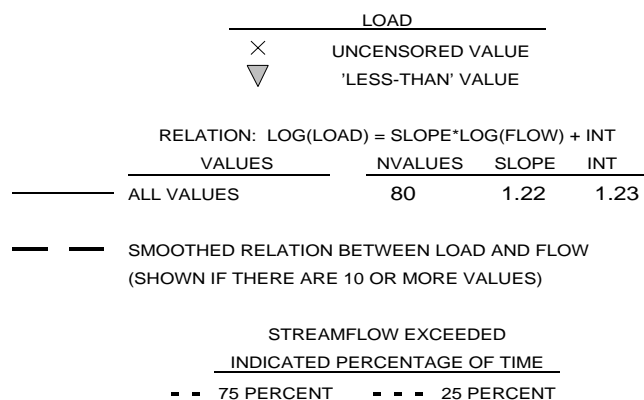 LOAD
UNCENSORED VALUE
'LESS-THAN' VALUE
RELATION: LOG(LOAD) = SLOPE*LOG(FLOW) + INT
VALUES NVALUES SLOPE INT
ALL VALUES 80 1.22 1.23
SMOOTHED RELATION BETWEEN LOAD AND FLOW
(SHOWN IF THERE ARE 10 OR MORE VALUES)
STREAMFLOW EXCEEDED
INDICATED PERCENTAGE OF TIME
75 PERCENT 25 PERCENT